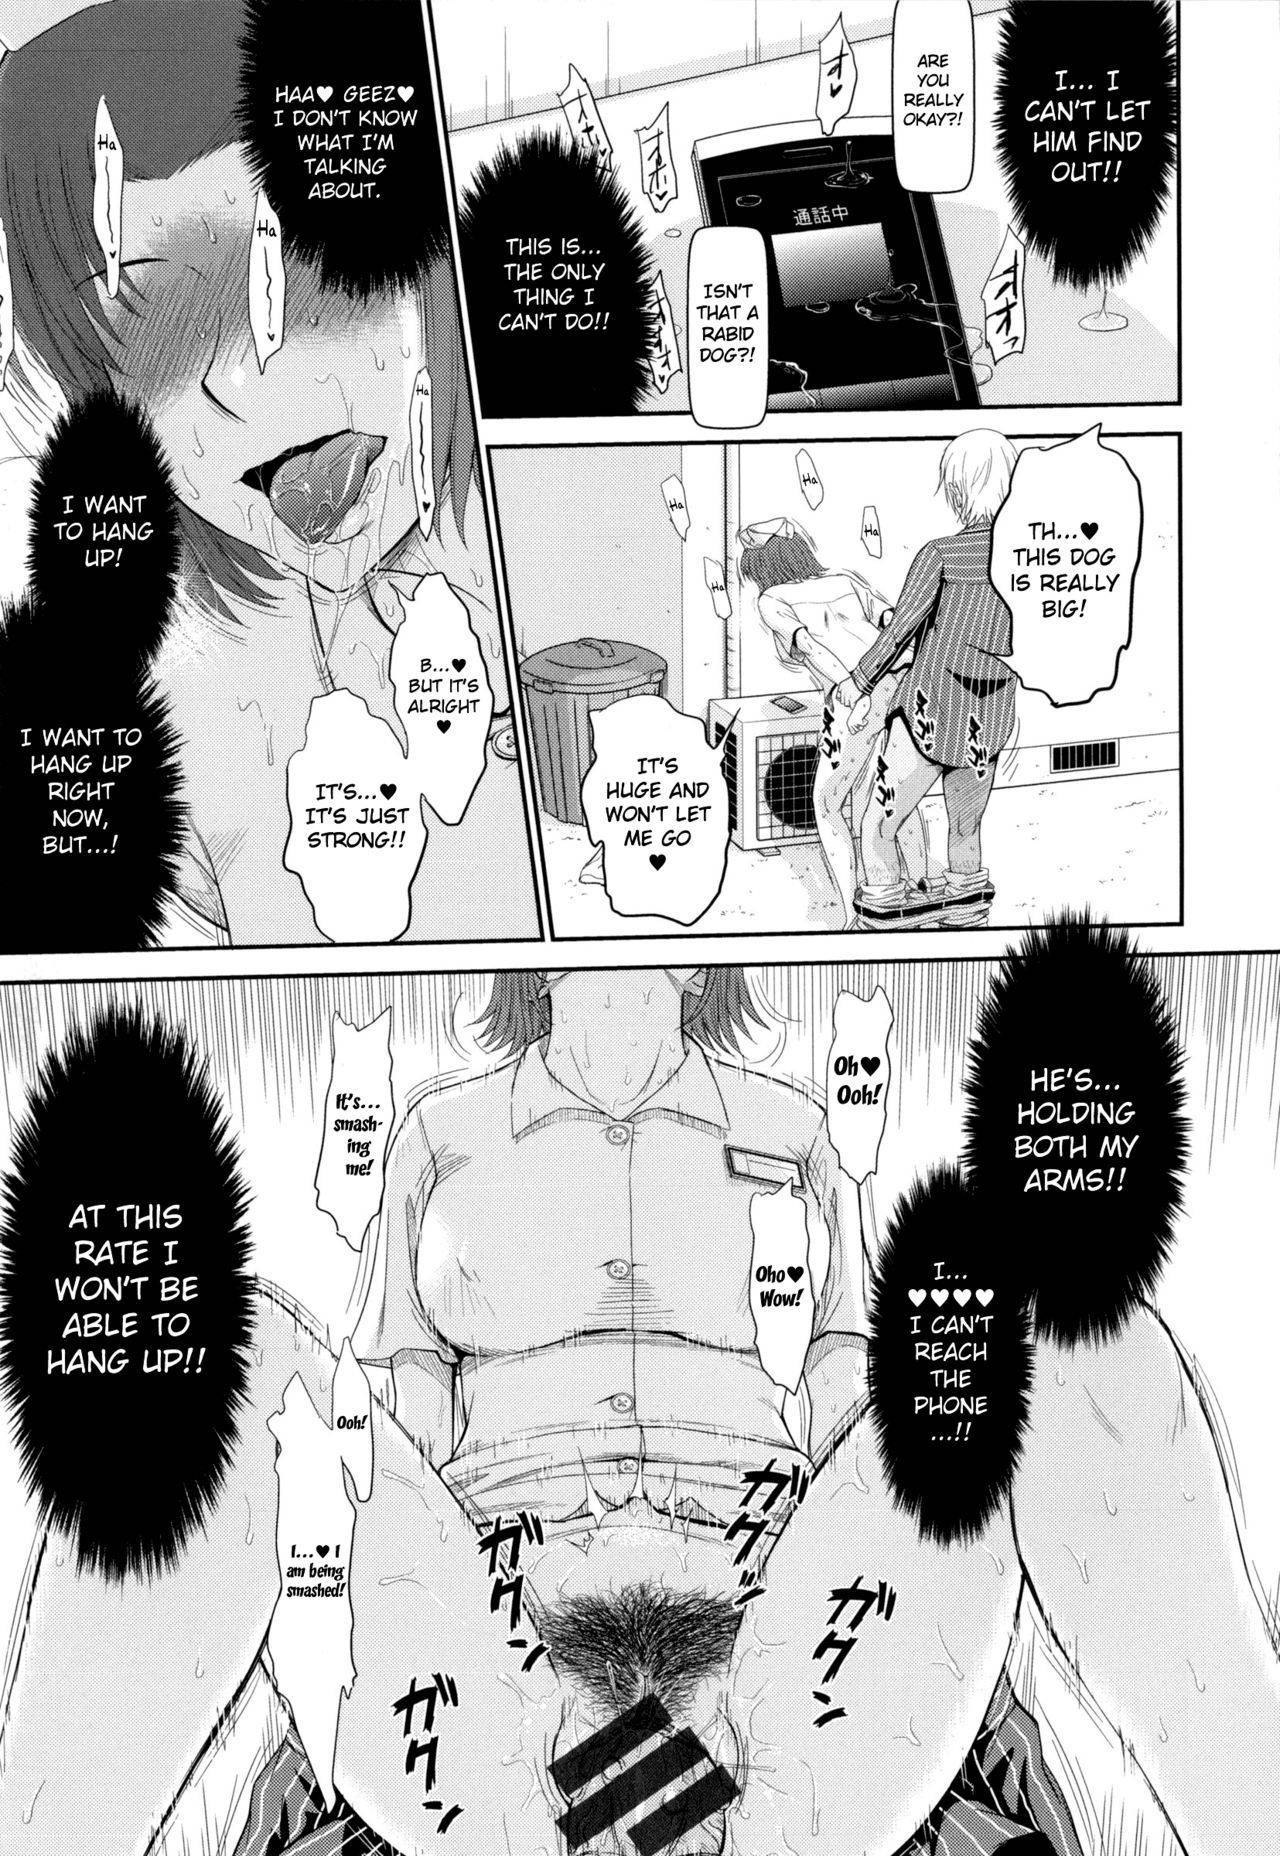 I... I
CAN'T LET
HIM FIND
OUT!!
ARE
YOU
REALLY
OKAY?!
通話中
ISN'T
THAT A
RABID
DOG?!
THIS IS...
THE ONLY
THING I
CAN'T DO!!
TH...♥
THIS DOG
IS REALLY
BIG!
Ha
Ha
Ha
Ha
IT'S
HUGE AND
WON'T LET
ME GO
♥
HAA♥ GEEZ♥
I DON'T KNOW
WHAT I'M
TALKING
ABOUT.
Ha
Ha
Ha
B...♥
BUT IT'S
ALRIGHT
♥
IT'S...♥
IT'S JUST
STRONG!!
I WANT
TO HANG
UP!
I WANT TO
HANG UP
RIGHT
NOW,
BUT...!
HE'S...
HOLDING
BOTH MY
ARMS!!
I...
♥♥♥♥
I CAN'T
REACH
THE
PHONE
...!!
Oh♥
Ooh!
Oho♥
Wow!
It's...
smash-
ing
me!
AT THIS
RATE I
WON'T BE
ABLE TO
HANG UP!!
Ooh!
I...♥ I
am being
smashed!
ガクン
ガクン
ガクン
ガクン